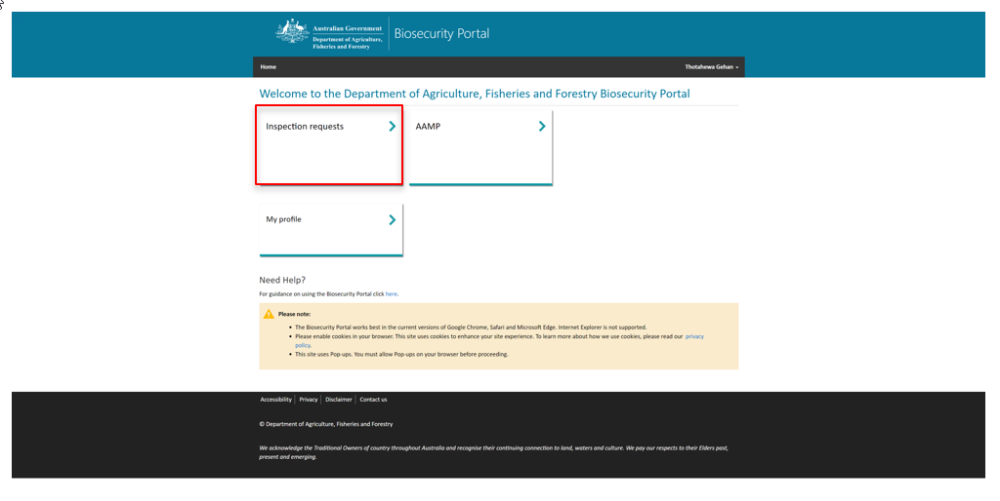 Australian Government
Department of Agriculture,
Fisheries and Forestry
Biosecurity Portal
Home
Thotahewa Gehan
Welcome to the Department of Agriculture, Fisheries and Forestry Biosecurity Portal
Inspection requests
AAMP
My profile
Need Help?
For guidance on using the Biosecurity Portal click here.
Please note:
• The Biosecurity Portal works best in the current versions of Google Chrome, Safari and Microsoft Edge. Internet Explorer is not supported.
• Please enable cookies in your browser. This site uses cookies to enhance your site experience. To learn more about how we use cookies, please read our privacy
policy.
• This site uses Pop-ups. You must allow Pop-ups on your browser before proceeding.
Accessibility | Privacy | Disclaimer | Contact us
© Department of Agriculture, Fisheries and Forestry
We acknowledge the Traditional Owners of country throughout Australia and recognise their continuing connection to land, waters and culture. We pay our respects to their Elders past,
present and emerging.